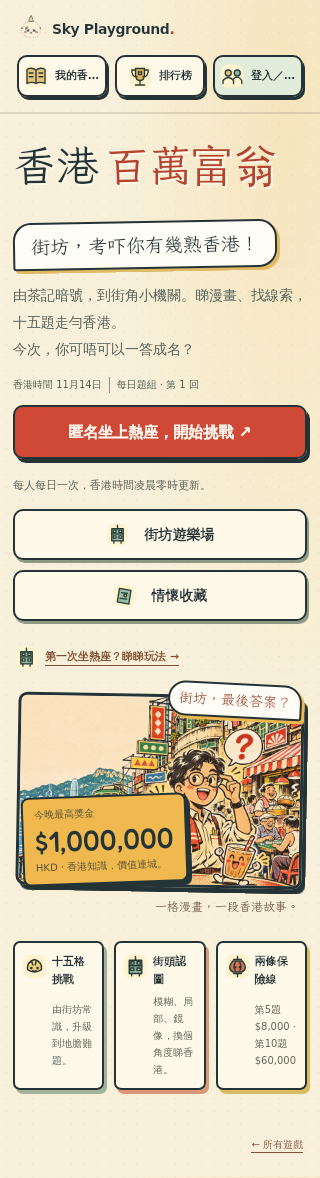 Sky Playground.
我的香…
排行榜
登入／…
香港 百萬富翁
街坊，考吓你有幾熟香港！
由茶記暗號，到街角小機關。睇漫畫、找線索，
十五題走勻香港。
今次，你可唔可以一答成名？
香港時間 11月14日 │ 每日題組 · 第 1 回
匿名坐上熱座，開始挑戰 ↗
每人每日一次，香港時間凌晨零時更新。
街坊遊樂場
情懷收藏
第一次坐熱座？睇睇玩法 →
街坊，最後答案？
?
今晚最高獎金
$1,000,000
HKD · 香港知識，價值連城。
一格漫畫，一段香港故事。
十五格
挑戰
由街坊常
識，升級
到地膽難
題。
街頭認
圖
模糊、局
部、鏡
像，換個
角度睇香
港。
兩條保
險線
第5題
$8,000 ·
第10題
$60,000
← 所有遊戲